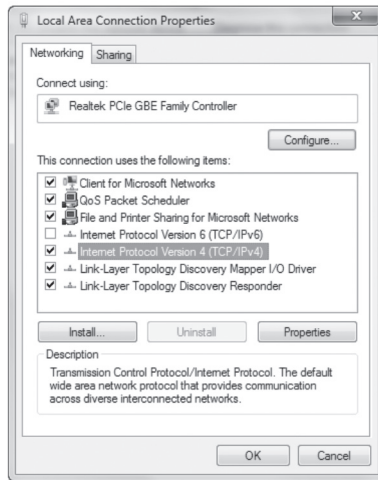 Local Area Connection Properties
Networking
Sharing
Connect using:
Realtek PCIe GBE Family Controller
Configure...
This connection uses the following items:
Client for Microsoft Networks
QoS Packet Scheduler
File and Printer Sharing for Microsoft Networks
Internet Protocol Version 6 (TCP/IPv6)
Internet Protocol Version 4 (TCP/IPv4)
Link-Layer Topology Discovery Mapper I/O Driver
Link-Layer Topology Discovery Responder
Install...
Uninstall
Properties
Description
Transmission Control Protocol/Internet Protocol. The default
wide area network protocol that provides communication
across diverse interconnected networks.
OK
Cancel